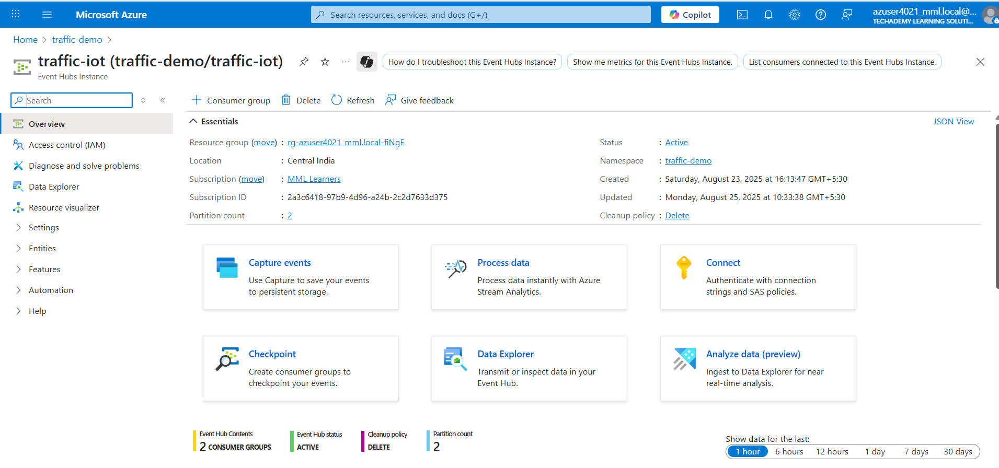 Microsoft Azure
Search resources, services, and docs (G+/)
Copilot
azuser4021_mml.local@...
TECHADEMY LEARNING SOLUTI...
Home > traffic-demo >
traffic-iot (traffic-demo/traffic-iot)
...
How do I troubleshoot this Event Hubs Instance?
Show me metrics for this Event Hubs Instance.
List consumers connected to this Event Hubs Instance.
Event Hubs Instance
Search
Overview
Access control (IAM)
Diagnose and solve problems
Data Explorer
Resource visualizer
Settings
Entities
Features
Automation
Help
Consumer group
Delete
Refresh
Give feedback
Essentials
JSON View
Resource group (move) : rg-azuser4021_mml.local-fiNgE
Location : Central India
Subscription (move) : MML Learners
Subscription ID : 2a3c6418-97b9-4d96-a24b-2c2d7633d375
Partition count : 2
Status : Active
Namespace : traffic-demo
Created : Saturday, August 23, 2025 at 16:13:47 GMT+5:30
Updated : Monday, August 25, 2025 at 10:33:38 GMT+5:30
Cleanup policy : Delete
Capture events
Use Capture to save your events
to persistent storage.
Process data
Process data instantly with Azure
Stream Analytics.
Connect
Authenticate with connection
strings and SAS policies.
Checkpoint
Create consumer groups to
checkpoint your events.
Data Explorer
Transmit or inspect data in your
Event Hub.
Analyze data (preview)
Ingest to Data Explorer for near
real-time analysis.
Event Hub Contents
2 CONSUMER GROUPS
Event Hub status
ACTIVE
Cleanup policy
DELETE
Partition count
2
Show data for the last:
1 hour
6 hours
12 hours
1 day
7 days
30 days